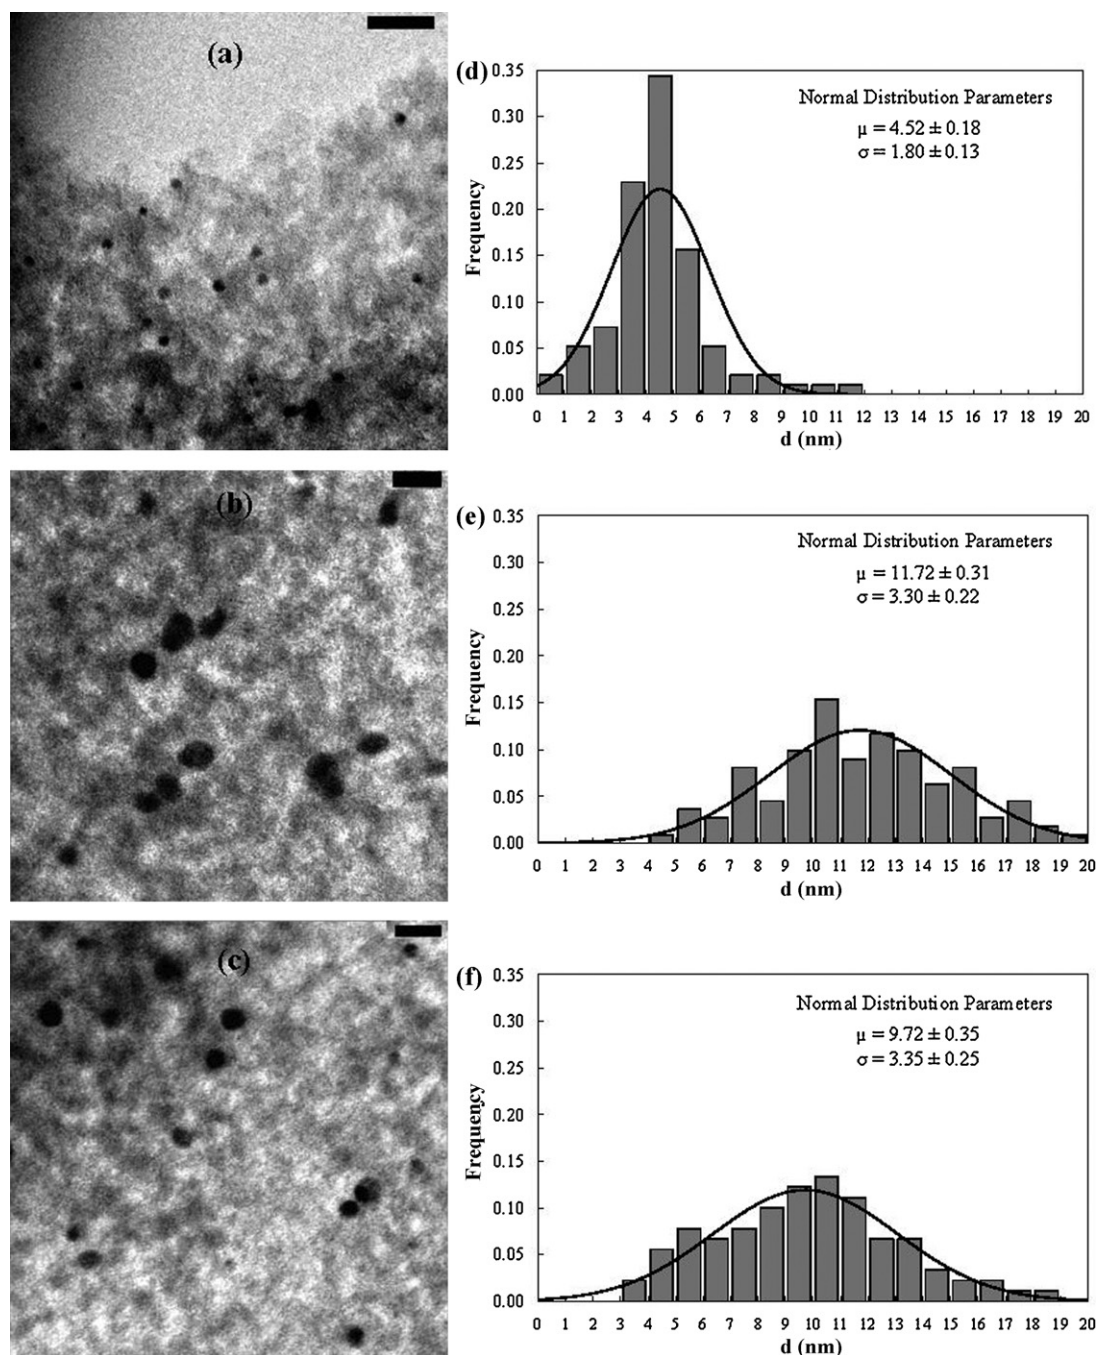 (a)
(d)
0.35
0.30
0.25
0.20
0.15
0.10
0.05
0.00
Frequency
Normal Distribution Parameters
μ = 4.52 ± 0.18
σ = 1.80 ± 0.13
0 1 2 3 4 5 6 7 8 9 10 11 12 13 14 15 16 17 18 19 20
d (nm)
(b)
(e)
0.35
0.30
0.25
0.20
0.15
0.10
0.05
0.00
Frequency
Normal Distribution Parameters
μ = 11.72 ± 0.31
σ = 3.30 ± 0.22
0 1 2 3 4 5 6 7 8 9 10 11 12 13 14 15 16 17 18 19 20
d (nm)
(c)
(f)
0.35
0.30
0.25
0.20
0.15
0.10
0.05
0.00
Frequency
Normal Distribution Parameters
μ = 9.72 ± 0.35
σ = 3.35 ± 0.25
0 1 2 3 4 5 6 7 8 9 10 11 12 13 14 15 16 17 18 19 20
d (nm)